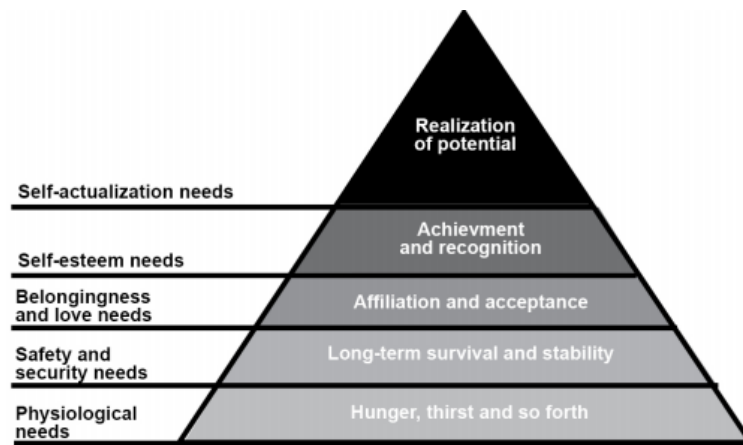 Realization
of potential
Self-actualization needs
Achievment
and recognition
Self-esteem needs
Belongingness
and love needs
Affiliation and acceptance
Safety and
security needs
Long-term survival and stability
Physiological
needs
Hunger, thirst and so forth